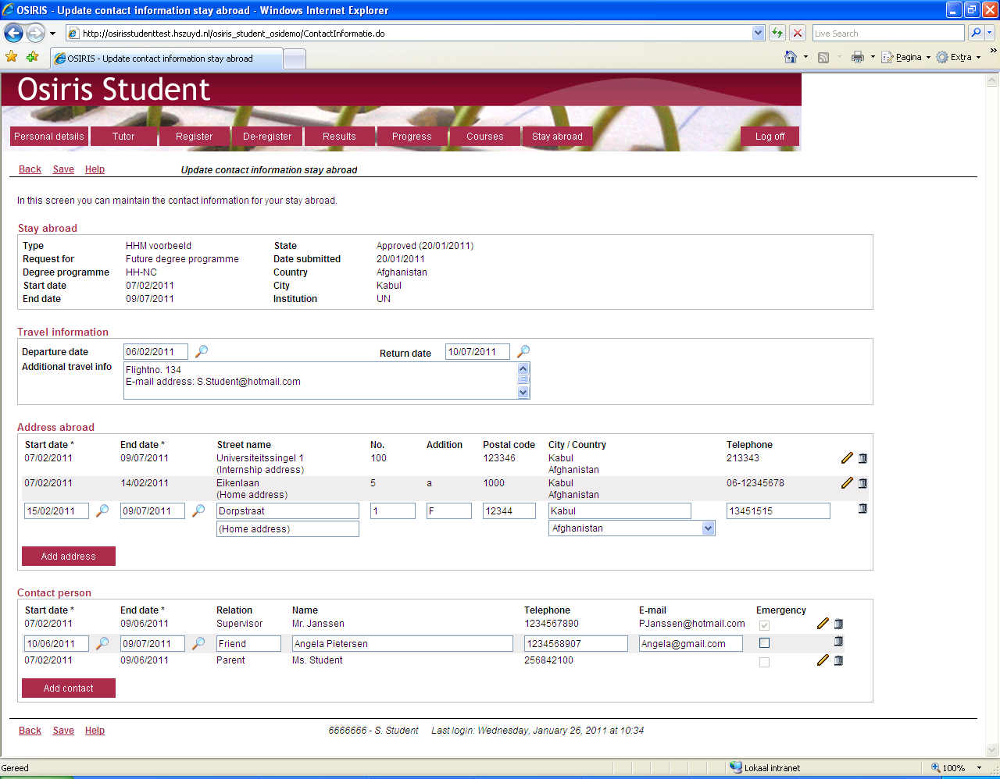 OSIRIS - Update contact information stay abroad - Windows Internet Explorer
http://osirisstudenttest.hszuyd.nl/osiris_student_osidemo/ContactInformatie.do
Live Search
OSIRIS - Update contact information stay abroad
Pagina
Extra
»
Osiris Student
Personal details Tutor Register De-register Results Progress Courses Stay abroad Log off
Back Save Help Update contact information stay abroad
In this screen you can maintain the contact information for your stay abroad.
Stay abroad
Type HHM voorbeeld State Approved (20/01/2011)
Request for Future degree programme Date submitted 20/01/2011
Degree programme HH-NC Country Afghanistan
Start date 07/02/2011 City Kabul
End date 09/07/2011 Institution UN
Travel information
Departure date 06/02/2011 Return date 10/07/2011
Additional travel info Flightno. 134
E-mail address: S.Student@hotmail.com
Address abroad
Start date * End date * Street name No. Addition Postal code City / Country Telephone
07/02/2011 09/07/2011 Universiteitssingel 1 100 123346 Kabul 213343
(Internship address) Afghanistan
07/02/2011 14/02/2011 Eikenlaan 5 a 1000 Kabul 06-12345678
(Home address) Afghanistan
15/02/2011 09/07/2011 Dorpstraat 1 F 12344 Kabul 13451515
(Home address) Afghanistan
Add address
Contact person
Start date * End date * Relation Name Telephone E-mail Emergency
07/02/2011 09/06/2011 Supervisor Mr. Janssen 1234567890 PJanssen@hotmail.com
10/06/2011 09/07/2011 Friend Angela Pietersen 1234568907 Angela@gmail.com
07/02/2011 09/06/2011 Parent Ms. Student 256842100
Add contact
Back Save Help 6666666 - S. Student Last login: Wednesday, January 26, 2011 at 10:34
Gereed Lokaal intranet 100%